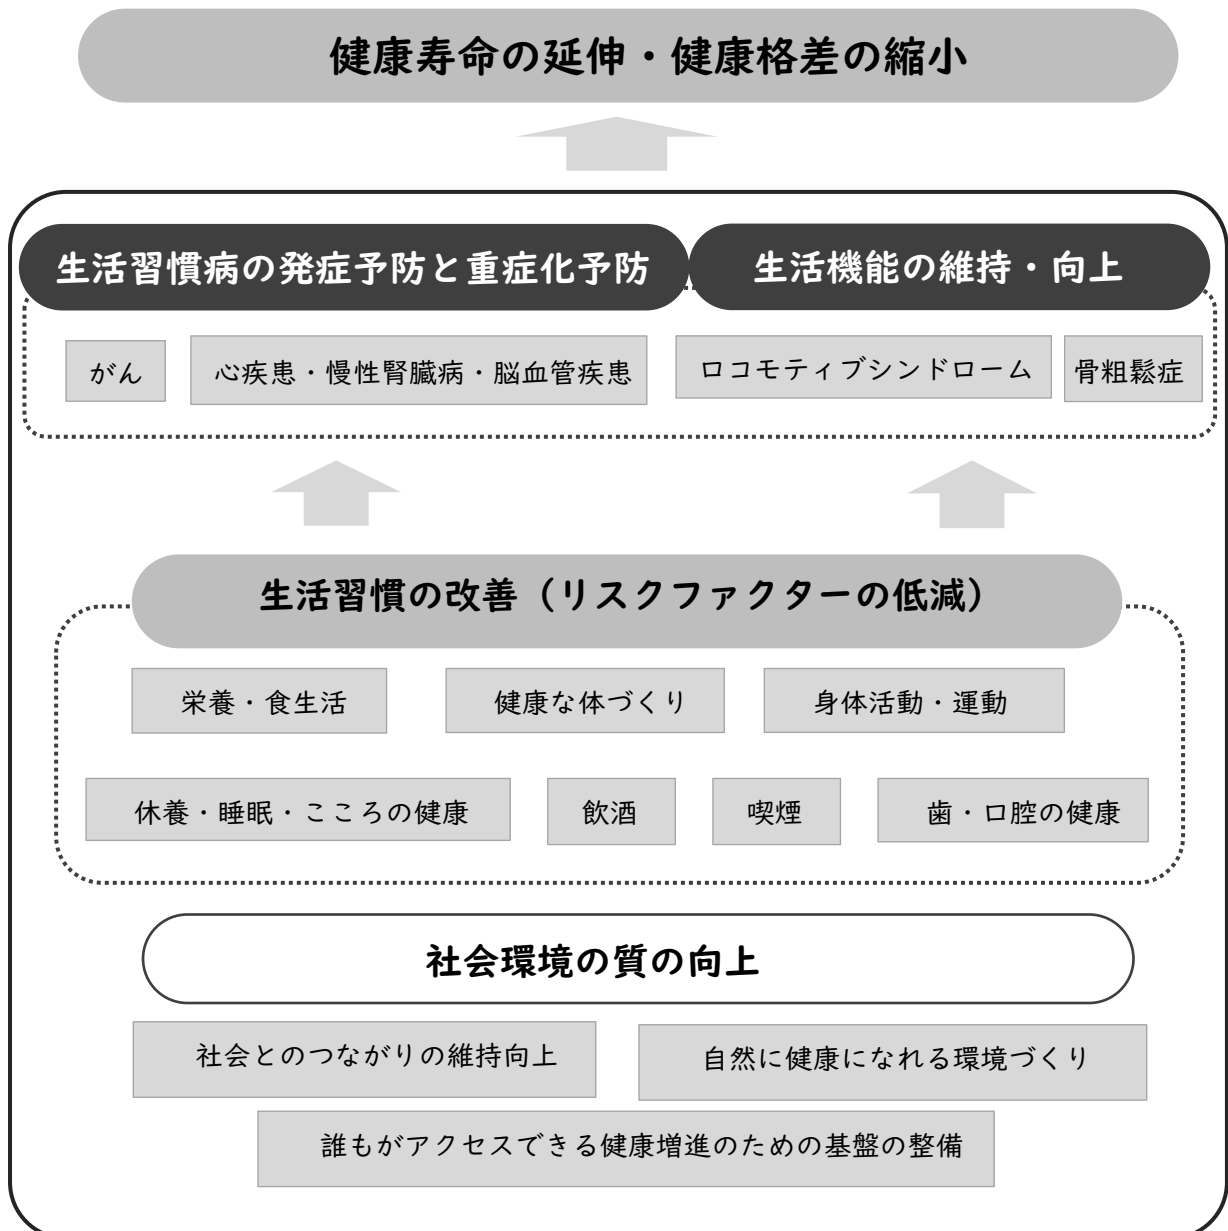 健康寿命の延伸・健康格差の縮小
生活習慣病の発症予防と重症化予防
生活機能の維持・向上
がん
心疾患・慢性腎臓病・脳血管疾患
ロコモティブシンドローム
骨粗鬆症
生活習慣の改善（リスクファクターの低減）
栄養・食生活
健康な体づくり
身体活動・運動
休養・睡眠・こころの健康
飲酒
喫煙
歯・口腔の健康
社会環境の質の向上
社会とのつながりの維持向上
自然に健康になれる環境づくり
誰もがアクセスできる健康増進のための基盤の整備